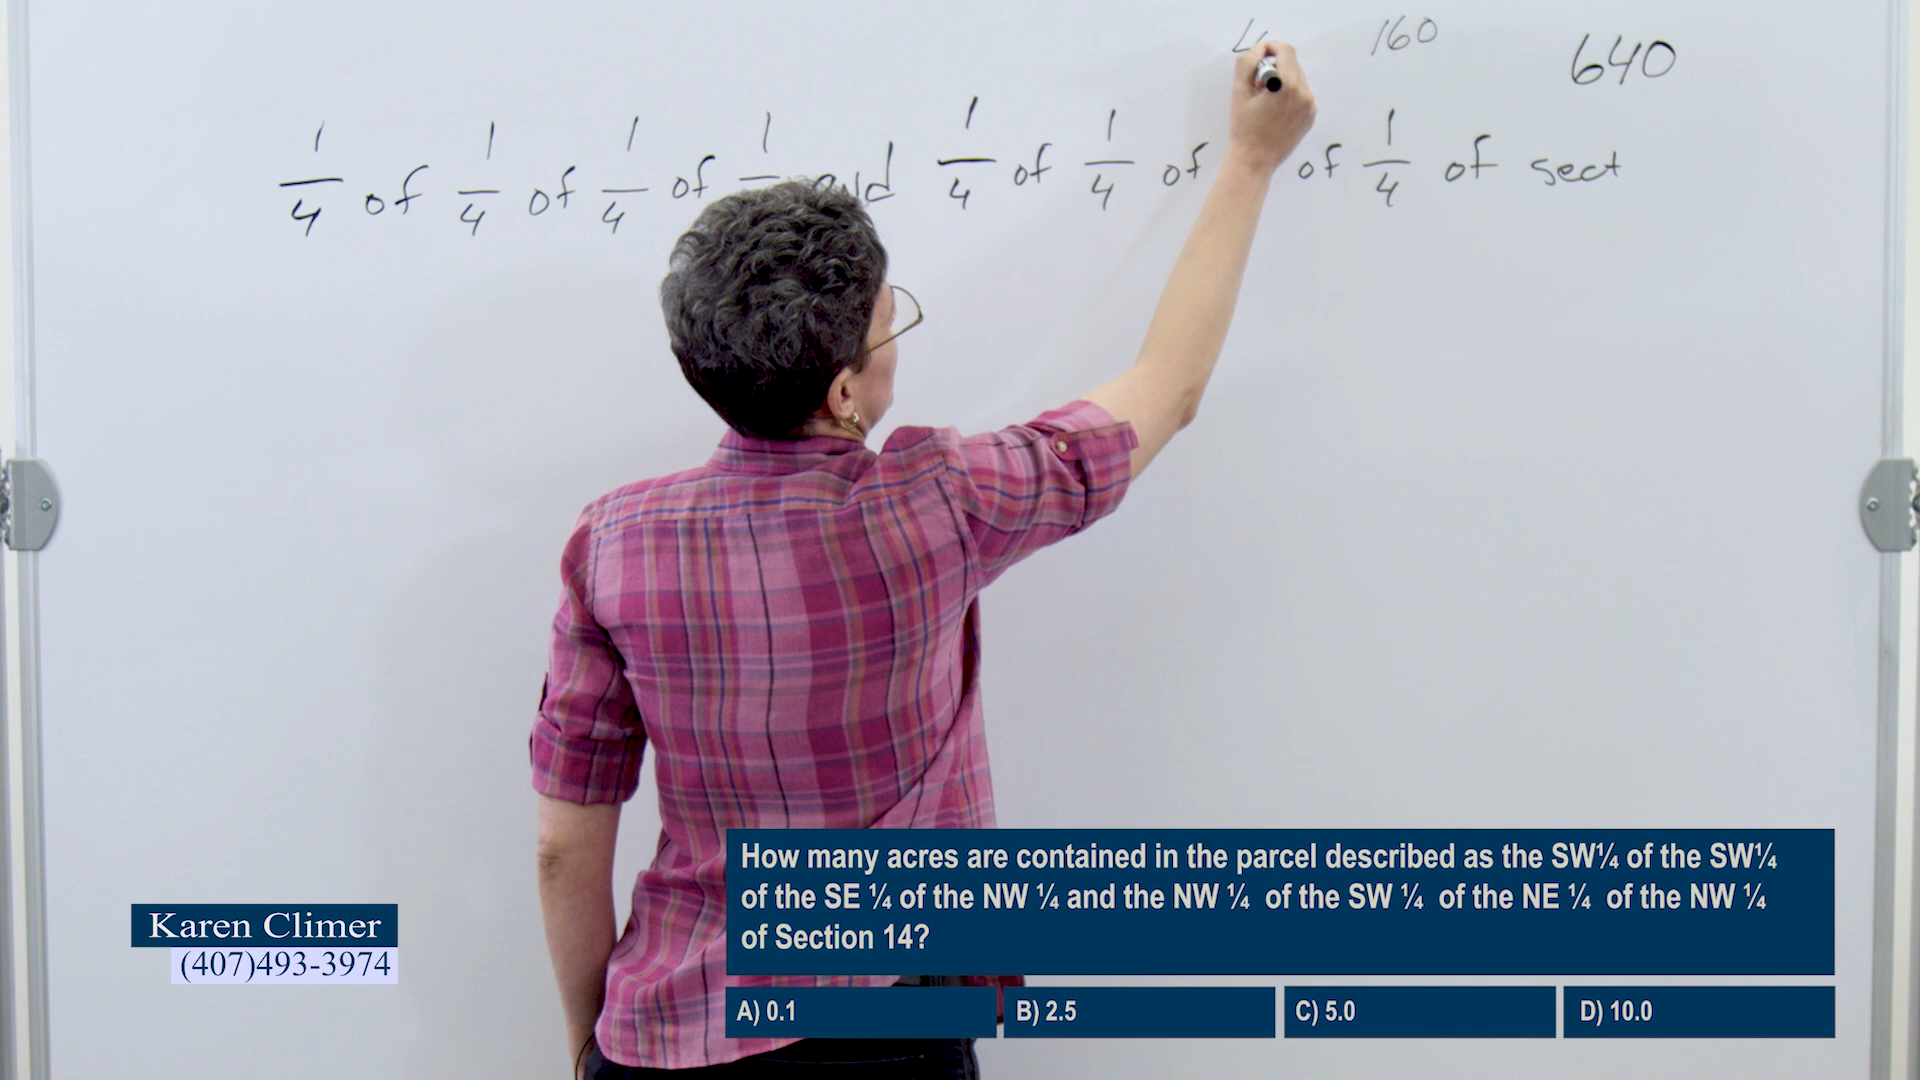 4 160 640
1/4 of 1/4 of 1/4 of 1 and 1/4 of 1/4 of of 1/4 of sect
How many acres are contained in the parcel described as the SW¼ of the SW¼
of the SE ¼ of the NW ¼ and the NW ¼ of the SW ¼ of the NE ¼ of the NW ¼
of Section 14?
Karen Climer
(407)493-3974
A) 0.1
B) 2.5
C) 5.0
D) 10.0